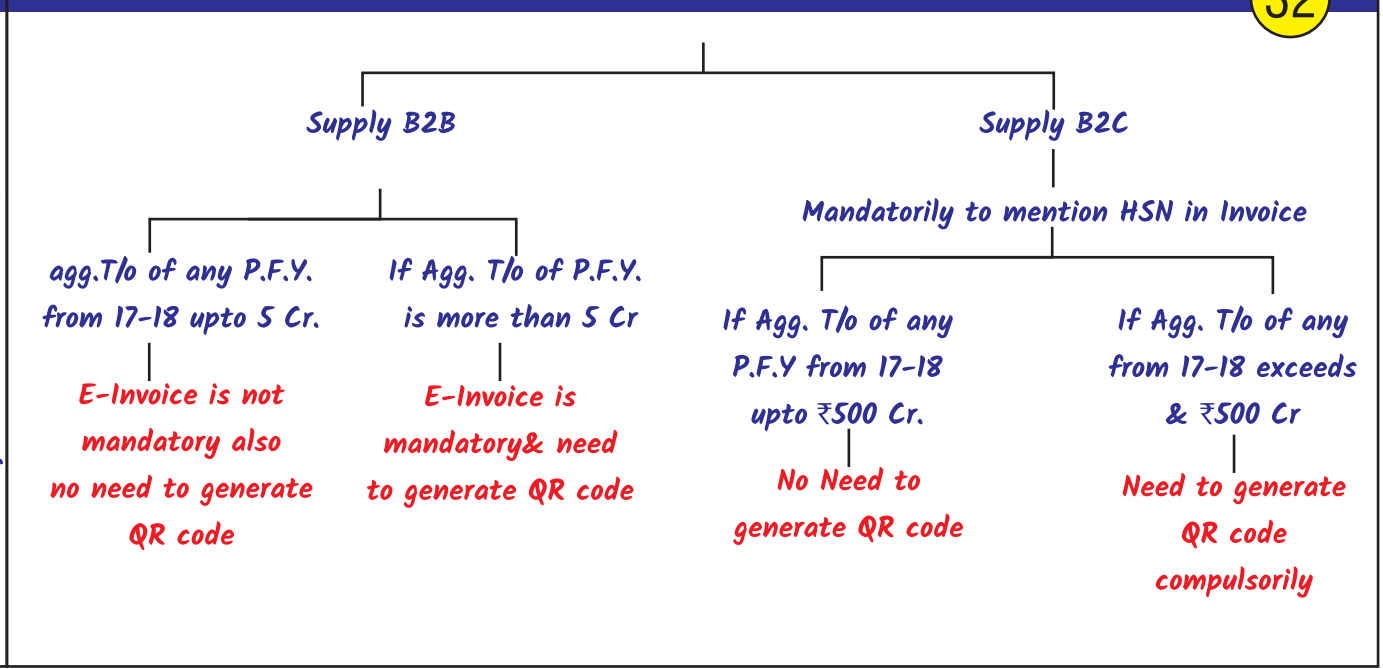 32
Supply B2B
Supply B2C
Mandatorily to mention HSN in Invoice
agg.T/o of any P.F.Y.
from 17-18 upto 5 Cr.
If Agg. T/o of P.F.Y.
is more than 5 Cr
If Agg. T/o of any
P.F.Y from 17-18
upto ₹500 Cr.
If Agg. T/o of any
from 17-18 exceeds
& ₹500 Cr
E-Invoice is not
mandatory also
no need to generate
QR code
E-Invoice is
mandatory& need
to generate QR code
No Need to
generate QR code
Need to generate
QR code
compulsorily